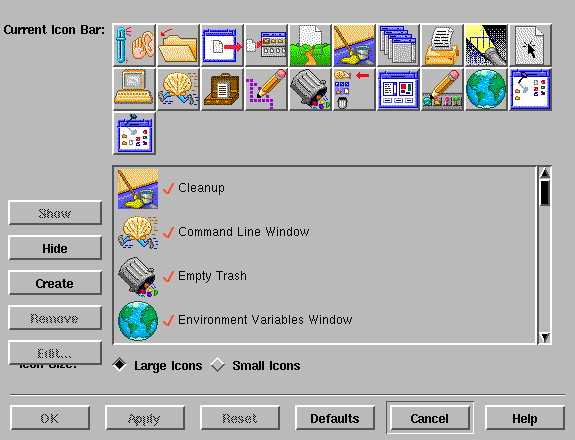 Current Icon Bar:
Cleanup
Command Line Window
Empty Trash
Environment Variables Window
Show
Hide
Create
Remove
Edit...
Icon Size:
Large Icons
Small Icons
OK
Apply
Reset
Defaults
Cancel
Help